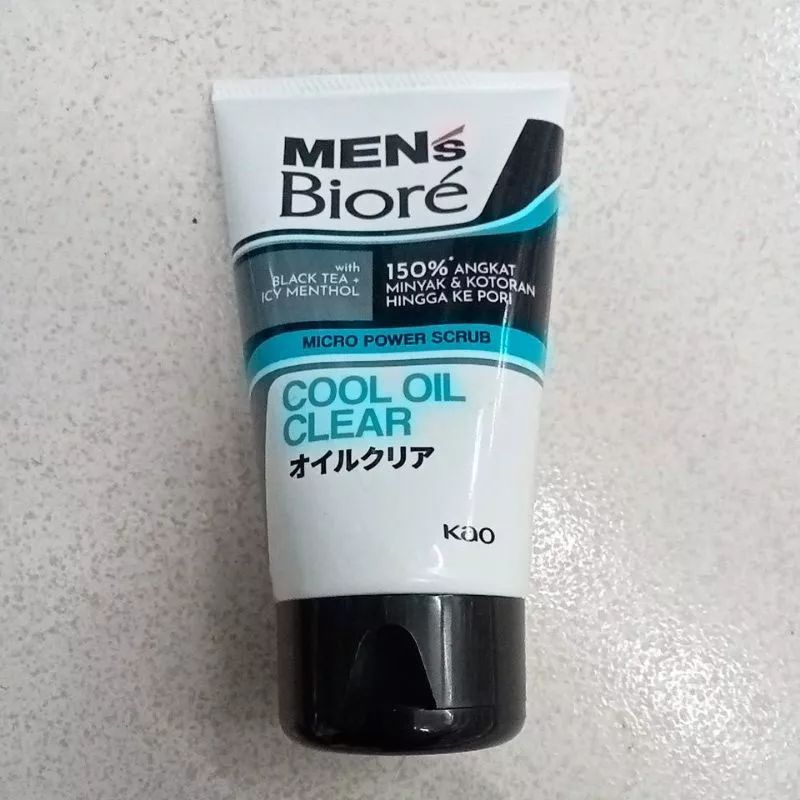 MEN's
Bioré
with
BLACK TEA +
ICY MENTHOL
150%* ANGKAT
MINYAK & KOTORAN
HINGGA KE PORI
MICRO POWER SCRUB
COOL OIL
CLEAR
オイルクリア
Kao